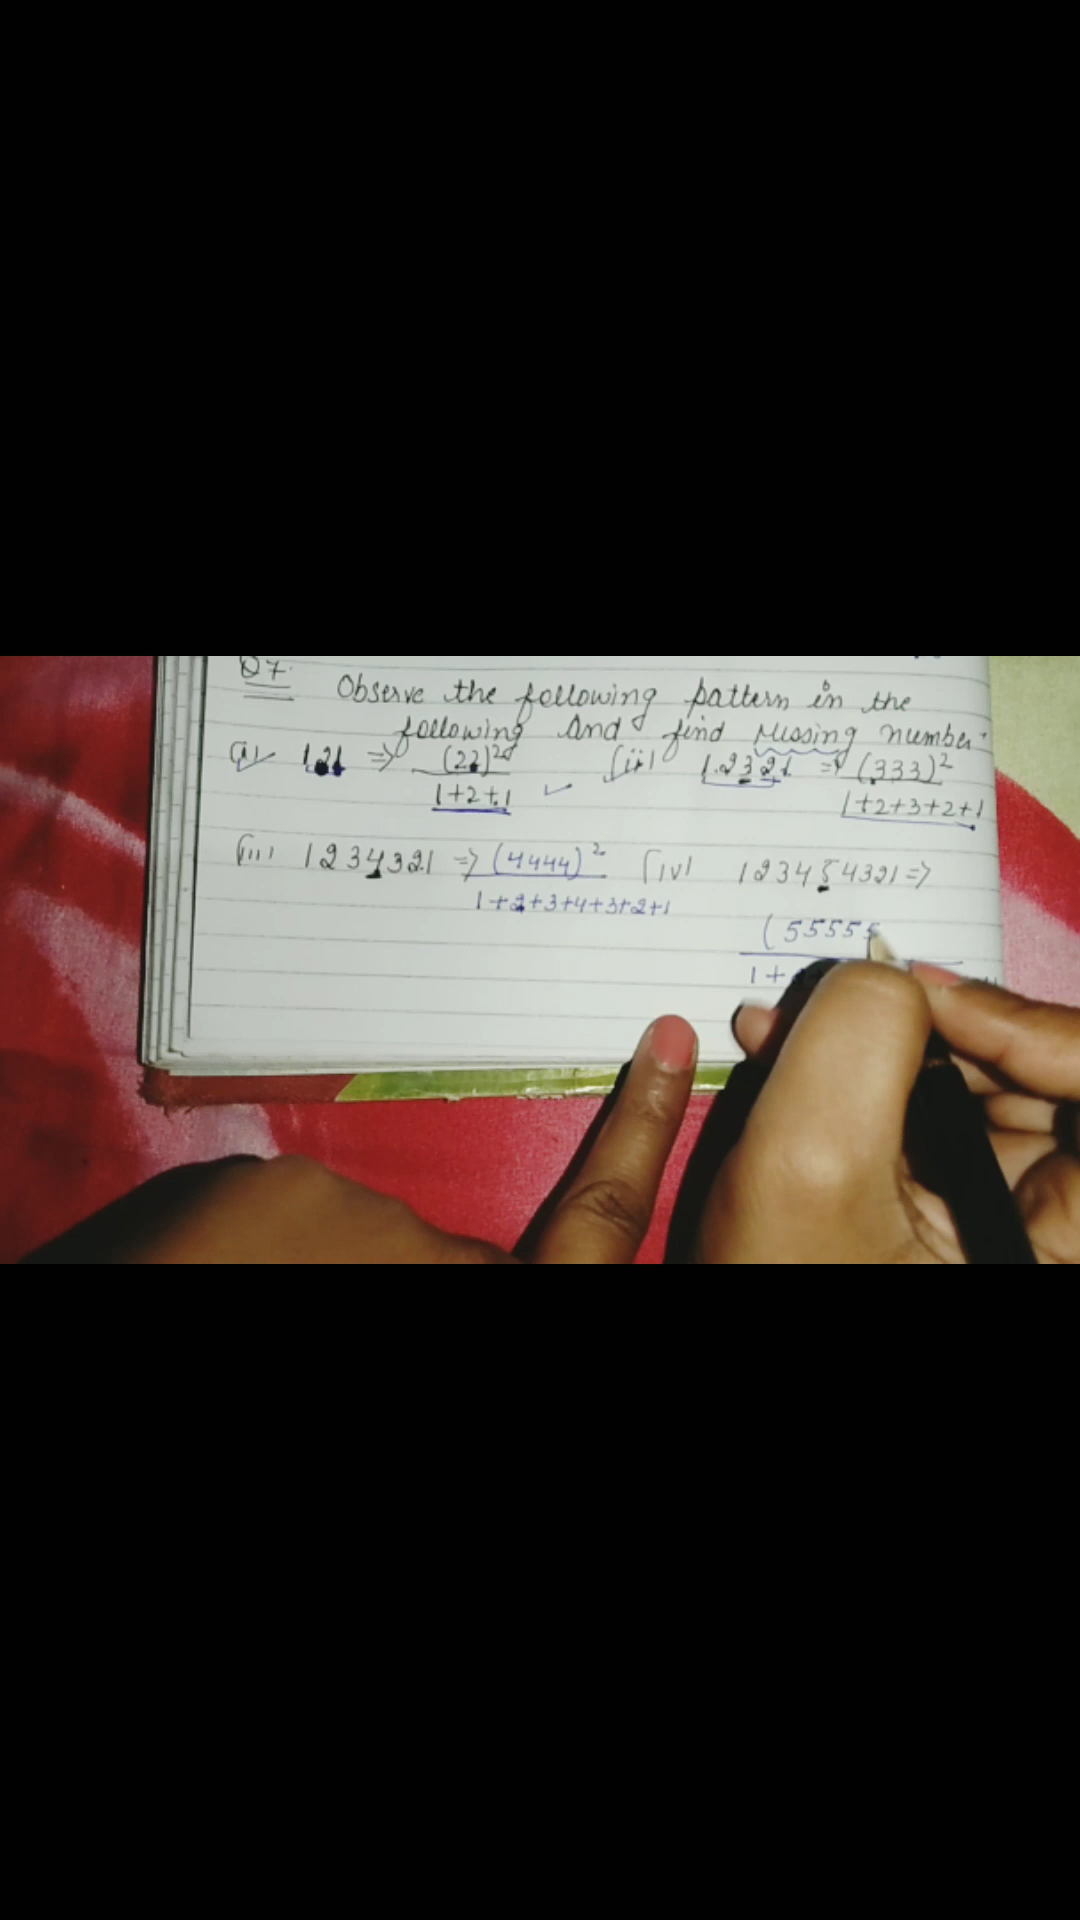 Q7.
Observe the following pattern in the
following and find Missing number.
(i) 121 => (22)²
1+2+1 ✓
(ii) 12321 => (333)²
1+2+3+2+1
(iii) 1234321 => (4444)²
1+2+3+4+3+2+1
(iv) 123454321 =>
(55555
1+